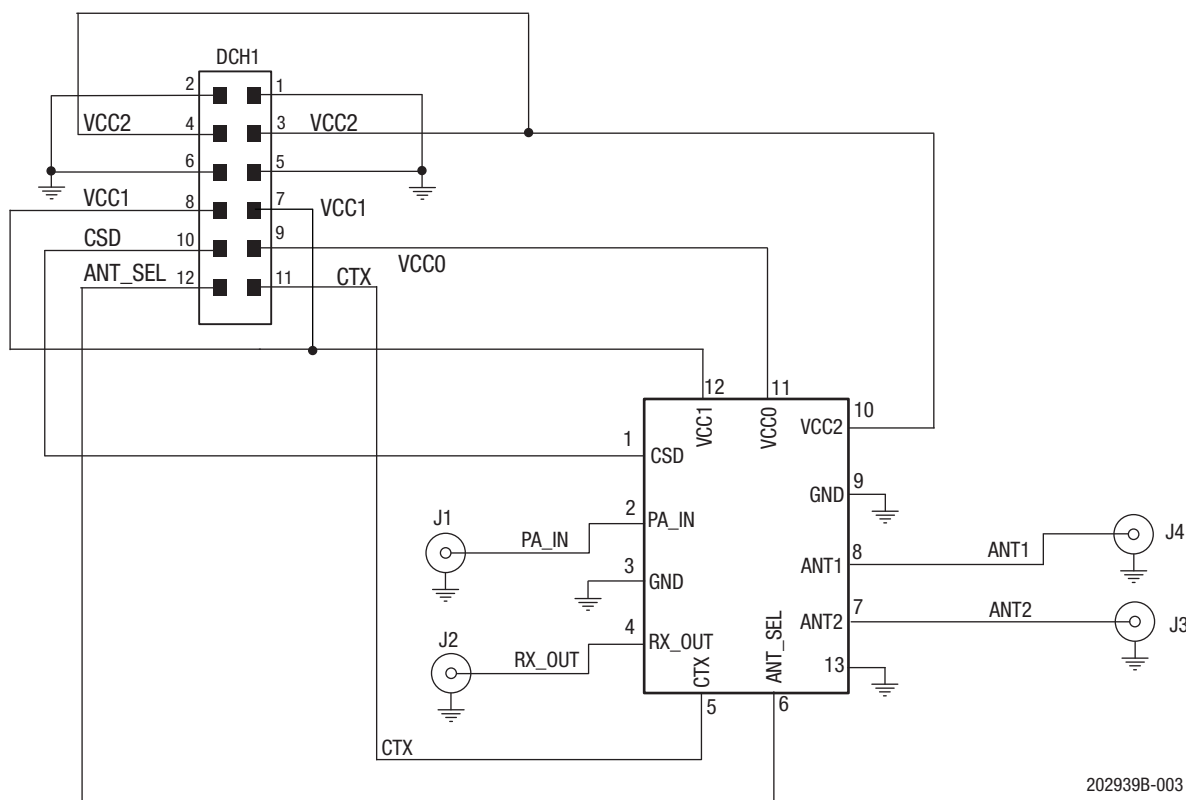 DCH1
2
1
VCC2
4
3
VCC2
6
5
VCC1
8
7
VCC1
CSD
10
9
VCC0
ANT_SEL
12
11
CTX
12
11
VCC1
VCC0
VCC2
10
1
CSD
GND
9
J1
PA_IN
2
PA_IN
3
GND
ANT1
8
ANT1
J4
ANT2
7
ANT2
J3
J2
RX_OUT
4
RX_OUT
CTX
5
ANT_SEL
6
13
CTX
202939B-003